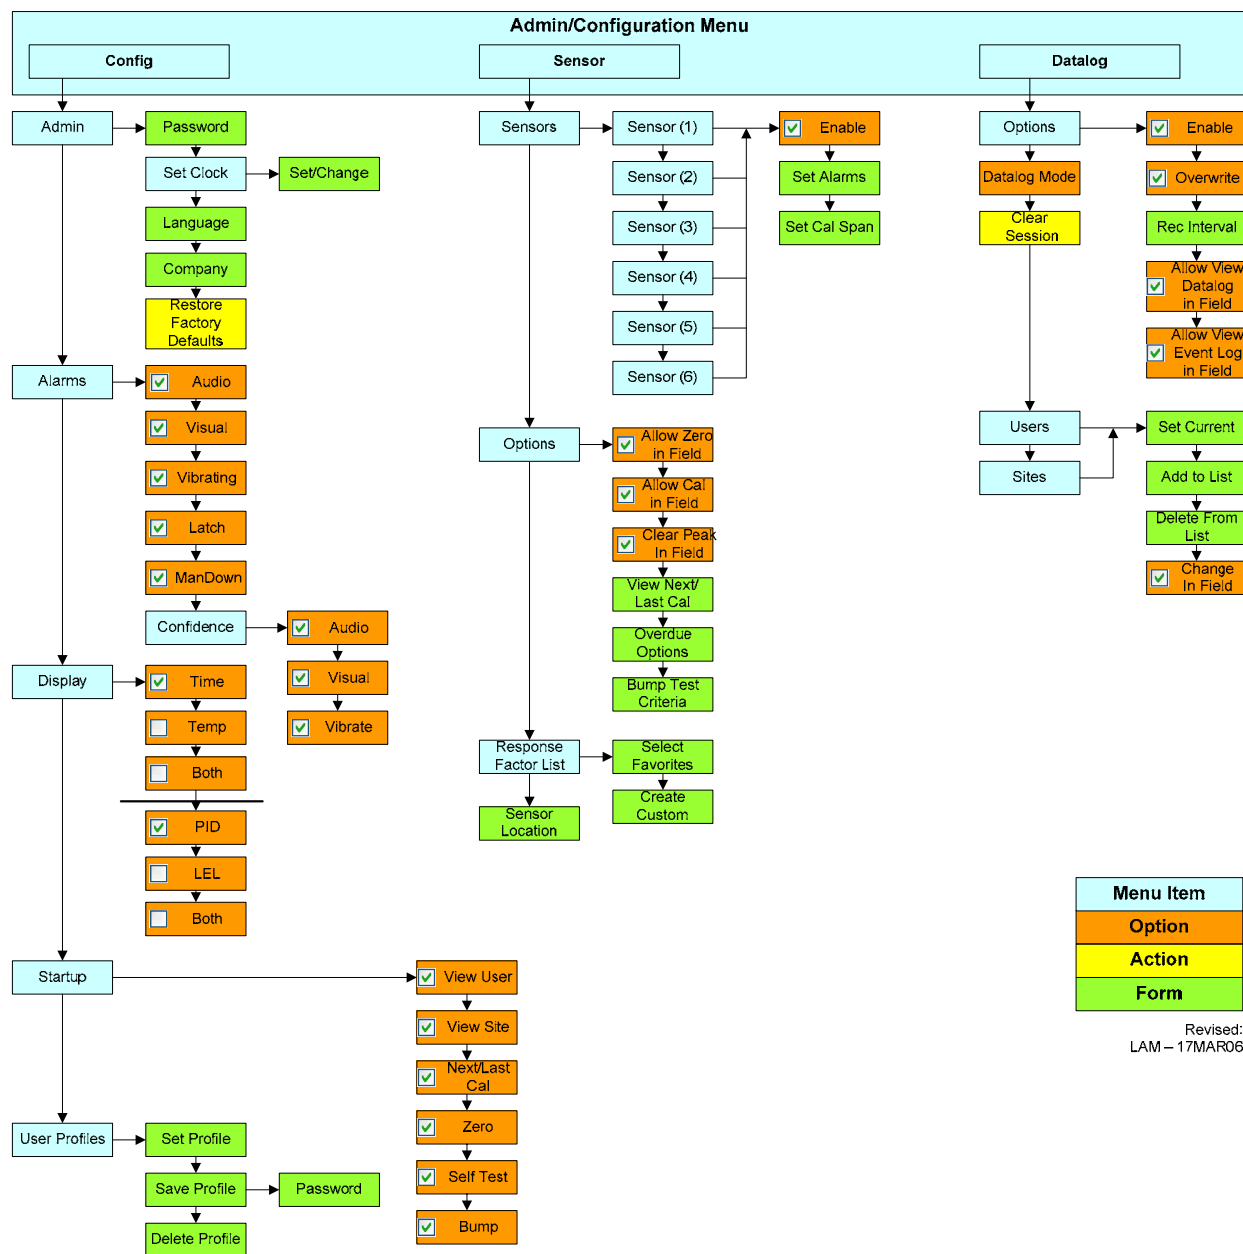 Admin/Configuration Menu
Config
Sensor
Datalog
Admin
Password
Set Clock
Set/Change
Language
Company
Restore
Factory
Defaults
Alarms
Audio
Visual
Vibrating
Latch
ManDown
Confidence
Audio
Visual
Vibrate
Display
Time
Temp
Both
PID
LEL
Both
Startup
View User
View Site
Next/Last
Cal
Zero
Self Test
Bump
User Profiles
Set Profile
Save Profile
Password
Delete Profile
Sensors
Sensor (1)
Sensor (2)
Sensor (3)
Sensor (4)
Sensor (5)
Sensor (6)
Enable
Set Alarms
Set Cal Span
Options
Allow Zero
in Field
Allow Cal
in Field
Clear Peak
In Field
View Next/
Last Cal
Overdue
Options
Bump Test
Criteria
Response
Factor List
Select
Favorites
Create
Custom
Sensor
Location
Options
Datalog Mode
Clear
Session
Enable
Overwrite
Rec Interval
Allow View
Datalog
in Field
Allow View
Event Log
in Field
Users
Sites
Set Current
Add to List
Delete From
List
Change
In Field
Menu Item
Option
Action
Form
Revised:
LAM – 17MAR06